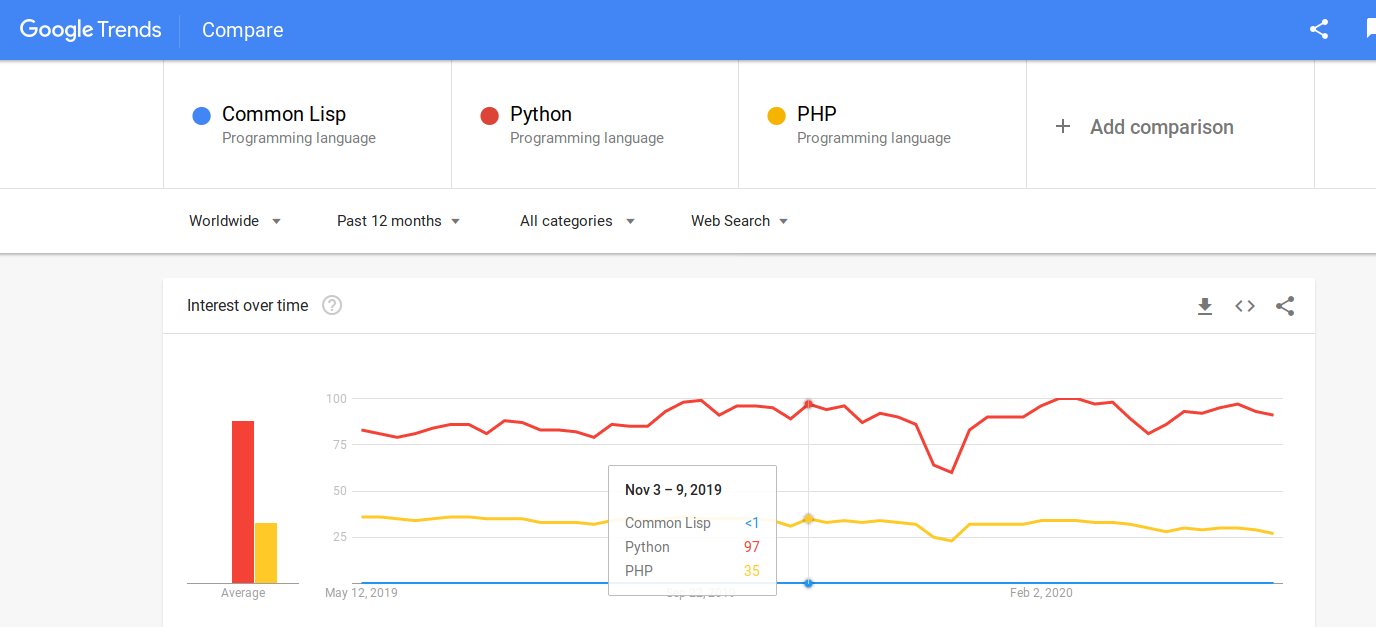 Google Trends Compare
Common Lisp
Programming language
Python
Programming language
PHP
Programming language
+ Add comparison
Worldwide Past 12 months All categories Web Search
Interest over time ?
100
75
50
25
Nov 3 – 9, 2019
Common Lisp <1
Python 97
PHP 35
Average
May 12, 2019
Feb 2, 2020